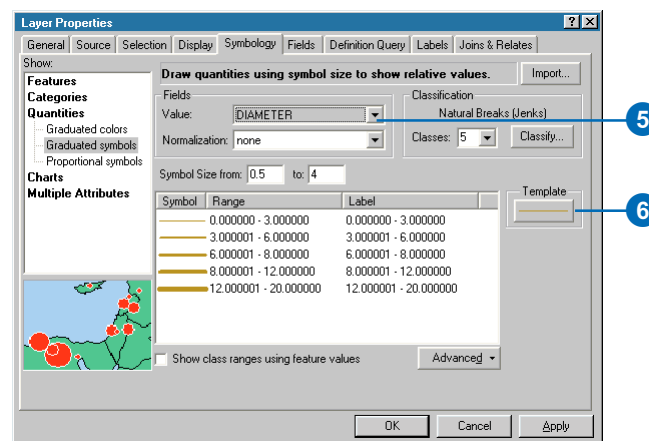 Layer Properties
General Source Selection Display Symbology Fields Definition Query Labels Joins & Relates
Show:
Features
Categories
Quantities
Graduated colors
Graduated symbols
Proportional symbols
Charts
Multiple Attributes
Draw quantities using symbol size to show relative values.
Import...
Fields
Value: DIAMETER
Normalization: none
Classification
Natural Breaks (Jenks)
Classes: 5 Classify...
5
Symbol Size from: 0.5 to: 4
Symbol Range Label
0.000000 - 3.000000 0.000000 - 3.000000
3.000001 - 6.000000 3.000001 - 6.000000
6.000001 - 8.000000 6.000001 - 8.000000
8.000001 - 12.000000 8.000001 - 12.000000
12.000001 - 20.000000 12.000001 - 20.000000
Template
6
Show class ranges using feature values
Advanced
OK Cancel Apply